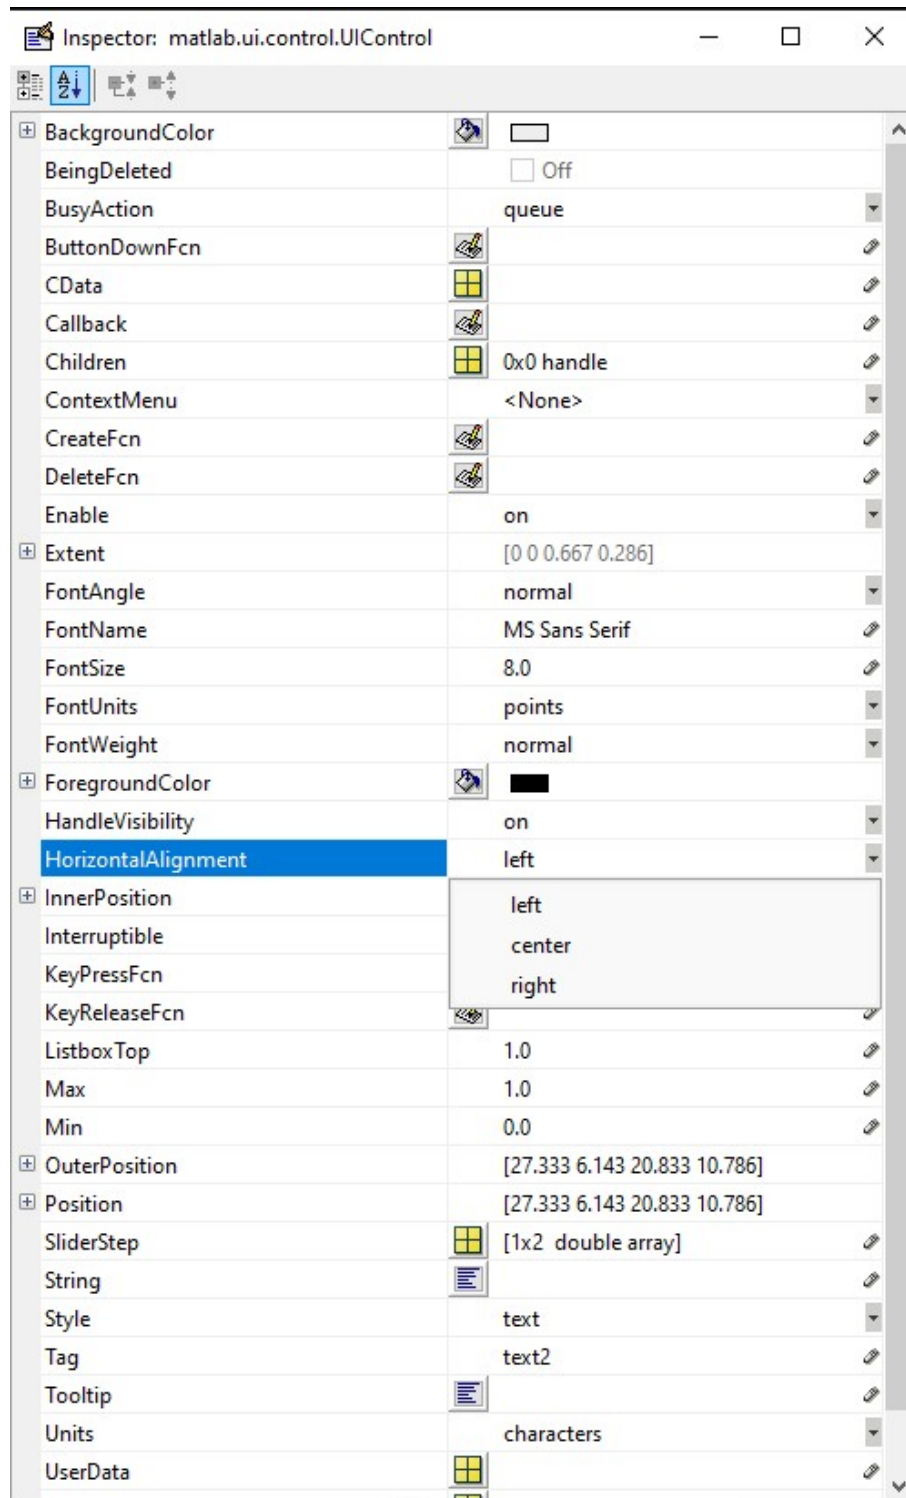 Inspector: matlab.ui.control.UIControl
BackgroundColor
BeingDeleted Off
BusyAction queue
ButtonDownFcn
CData
Callback
Children 0x0 handle
ContextMenu <None>
CreateFcn
DeleteFcn
Enable on
Extent [0 0 0.667 0.286]
FontAngle normal
FontName MS Sans Serif
FontSize 8.0
FontUnits points
FontWeight normal
ForegroundColor
HandleVisibility on
HorizontalAlignment left
InnerPosition left
Interruptible center
KeyPressFcn right
KeyReleaseFcn
ListboxTop 1.0
Max 1.0
Min 0.0
OuterPosition [27.333 6.143 20.833 10.786]
Position [27.333 6.143 20.833 10.786]
SliderStep [1x2 double array]
String
Style text
Tag text2
Tooltip
Units characters
UserData